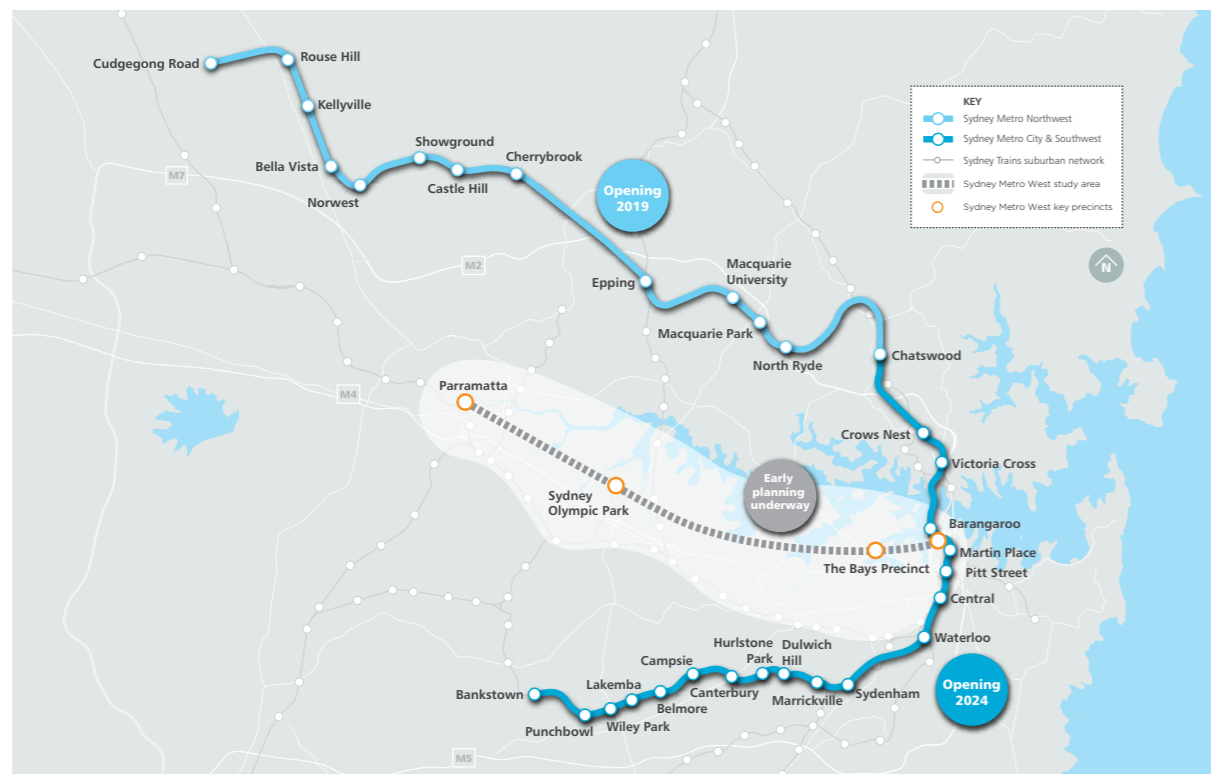 Cudgegong Road
Rouse Hill
Kellyville
Bella Vista
Norwest
Showground
Castle Hill
Cherrybrook
Opening
2019
M7
M2
Epping
Macquarie
University
Macquarie Park
North Ryde
Chatswood
KEY
Sydney Metro Northwest
Sydney Metro City & Southwest
Sydney Trains suburban network
Sydney Metro West study area
Sydney Metro West key precincts
N
M4
Parramatta
Crows Nest
Victoria Cross
Sydney
Olympic Park
Early
planning
underway
Barangaroo
The Bays Precinct
Martin Place
Pitt Street
Central
Waterloo
Hurlstone
Park
Dulwich
Hill
Campsie
Lakemba
Bankstown
Canterbury
Belmore
Marrickville
Sydenham
Wiley Park
Punchbowl
Opening
2024
M5